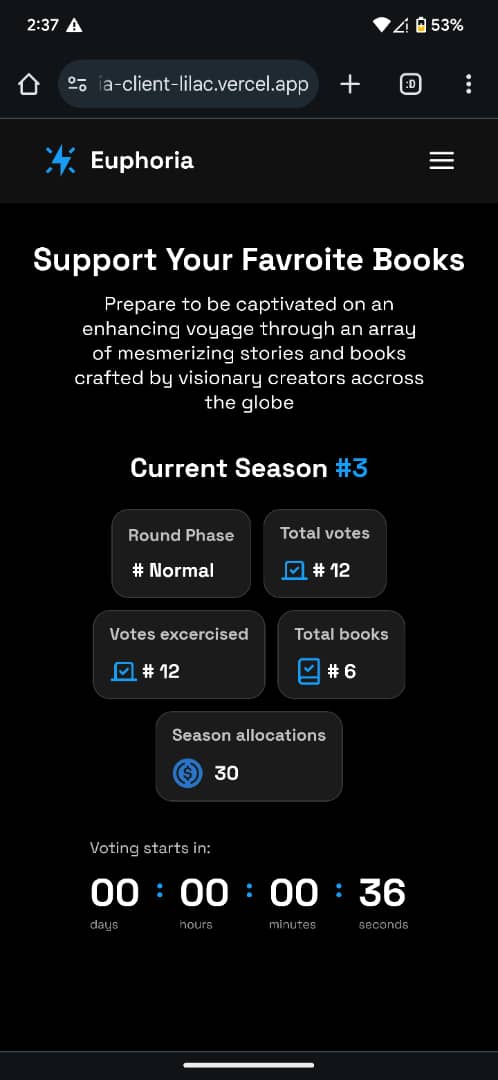 2:37
53%
ia-client-lilac.vercel.app
:D
Euphoria
Support Your Favroite Books
Prepare to be captivated on an
enhancing voyage through an array
of mesmerizing stories and books
crafted by visionary creators accross
the globe
Current Season #3
Round Phase
# Normal
Total votes
# 12
Votes excercised
# 12
Total books
# 6
Season allocations
30
Voting starts in:
00 : 00 : 00 : 36
days hours minutes seconds